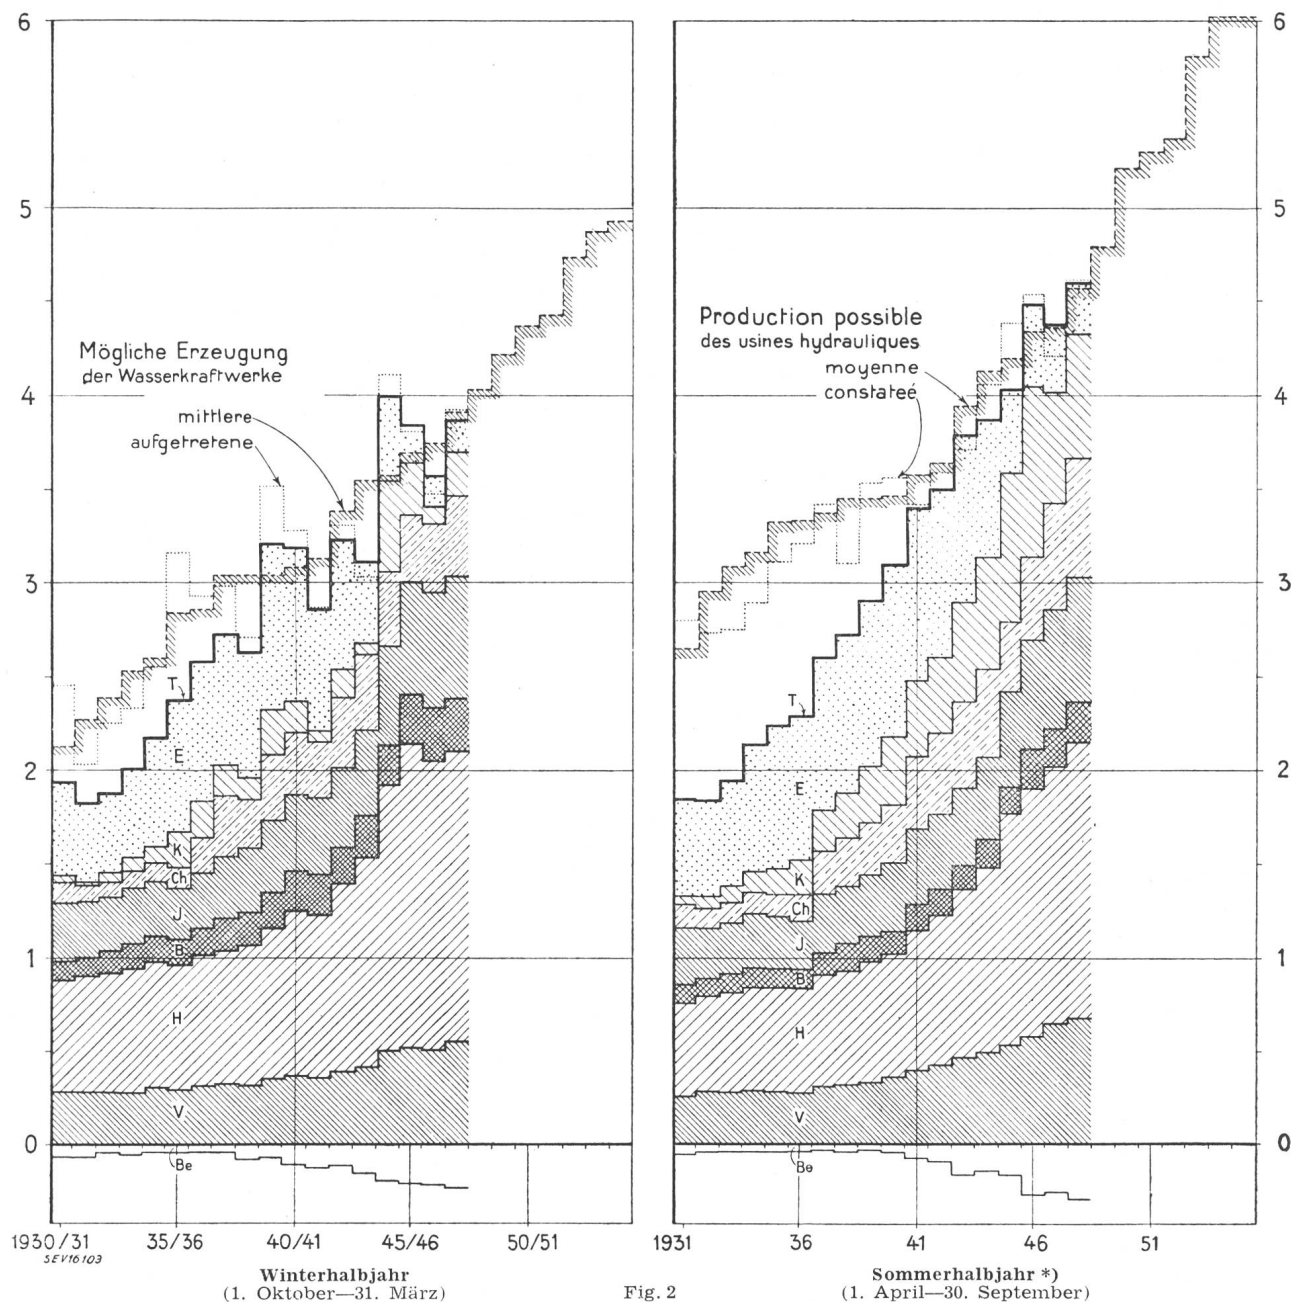 6
5
4
3
2
1
0
Mögliche Erzeugung
der Wasserkraftwerke
mittlere
aufgetretene
T
E
K
Ch
J
B
H
V
Be
1930/31
35/36
40/41
45/46
50/51
SEV16103
Winterhalbjahr
(1. Oktober—31. März)
Fig. 2
Production possible
des usines hydrauliques
moyenne
constateé
T
E
K
Ch
J
B
H
V
Be
6
5
4
3
2
1
0
1931
36
41
46
51
Sommerhalbjahr *)
(1. April—30. September)